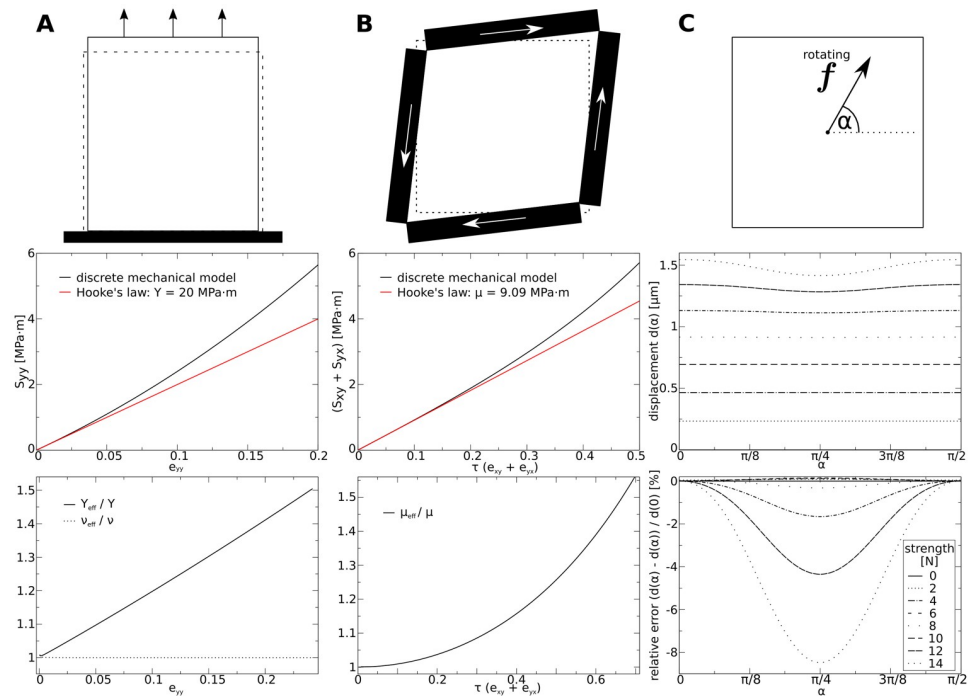 A
B
C
rotating
f
α
discrete mechanical model
Hooke's law: Y = 20 MPa·m
S_yy [MPa·m]
0
2
4
6
0
0.05
0.1
0.15
0.2
e_yy
discrete mechanical model
Hooke's law: μ = 9.09 MPa·m
(S_xy + S_yx) [MPa·m]
0
2
4
6
0
0.1
0.2
0.3
0.4
0.5
τ (e_xy + e_yx)
displacement d(α) [μm]
0
0.5
1
1.5
0
π/8
π/4
3π/8
π/2
α
Y_eff / Y
ν_eff / ν
1
1.1
1.2
1.3
1.4
1.5
0
0.1
0.2
e_yy
μ_eff / μ
1
1.1
1.2
1.3
1.4
1.5
0
0.2
0.4
0.6
τ (e_xy + e_yx)
relative error (d(α) - d(α)) / d(0) [%]
0
-2
-4
-6
-8
0
π/8
π/4
3π/8
π/2
α
strength
[N]
0
2
4
6
8
10
12
14